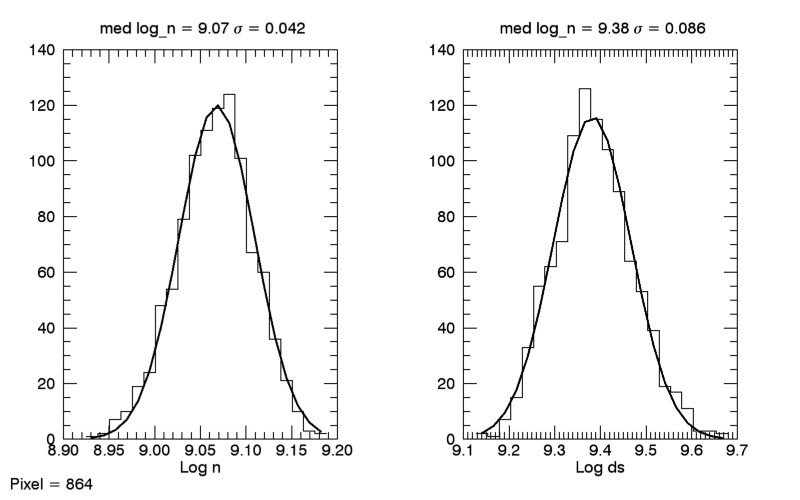 med log_n = 9.07 σ = 0.042
med log_n = 9.38 σ = 0.086
140
120
100
80
60
40
20
0
8.90 8.95 9.00 9.05 9.10 9.15 9.20
Log n
140
120
100
80
60
40
20
0
9.1 9.2 9.3 9.4 9.5 9.6 9.7
Log ds
Pixel = 864